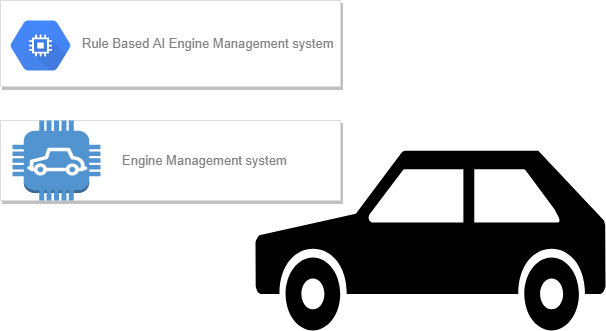 Rule Based AI Engine Management system
Engine Management system